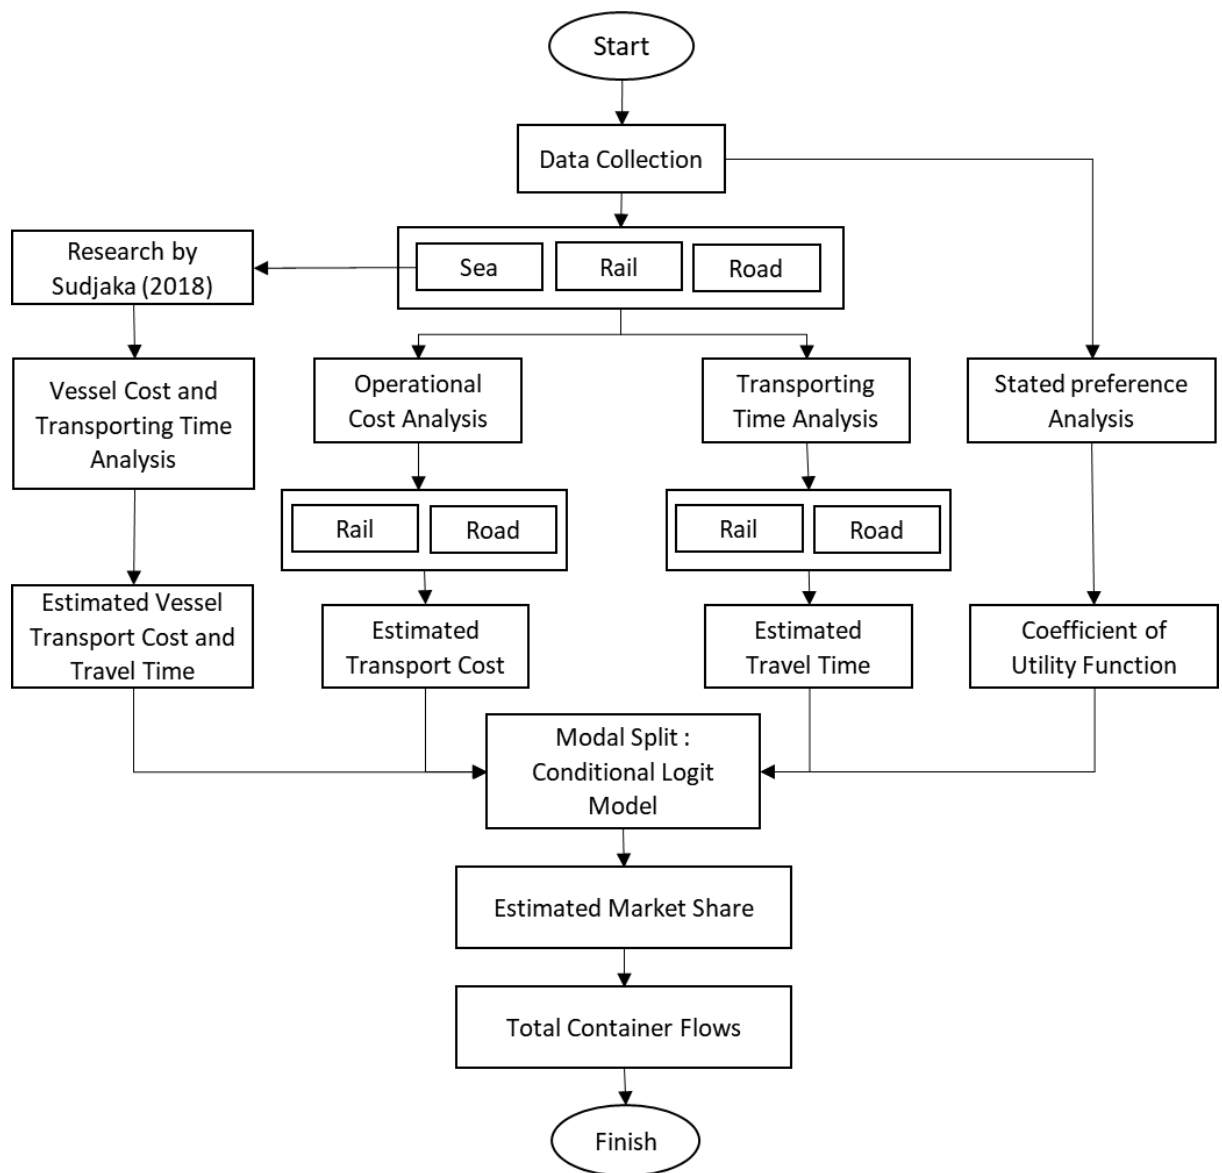 Start
Data Collection
Research by
Sudjaka (2018)
Sea
Rail
Road
Vessel Cost and
Transporting Time
Analysis
Operational
Cost Analysis
Transporting
Time Analysis
Stated preference
Analysis
Rail
Road
Rail
Road
Estimated Vessel
Transport Cost and
Travel Time
Estimated
Transport Cost
Estimated
Travel Time
Coefficient of
Utility Function
Modal Split :
Conditional Logit
Model
Estimated Market Share
Total Container Flows
Finish